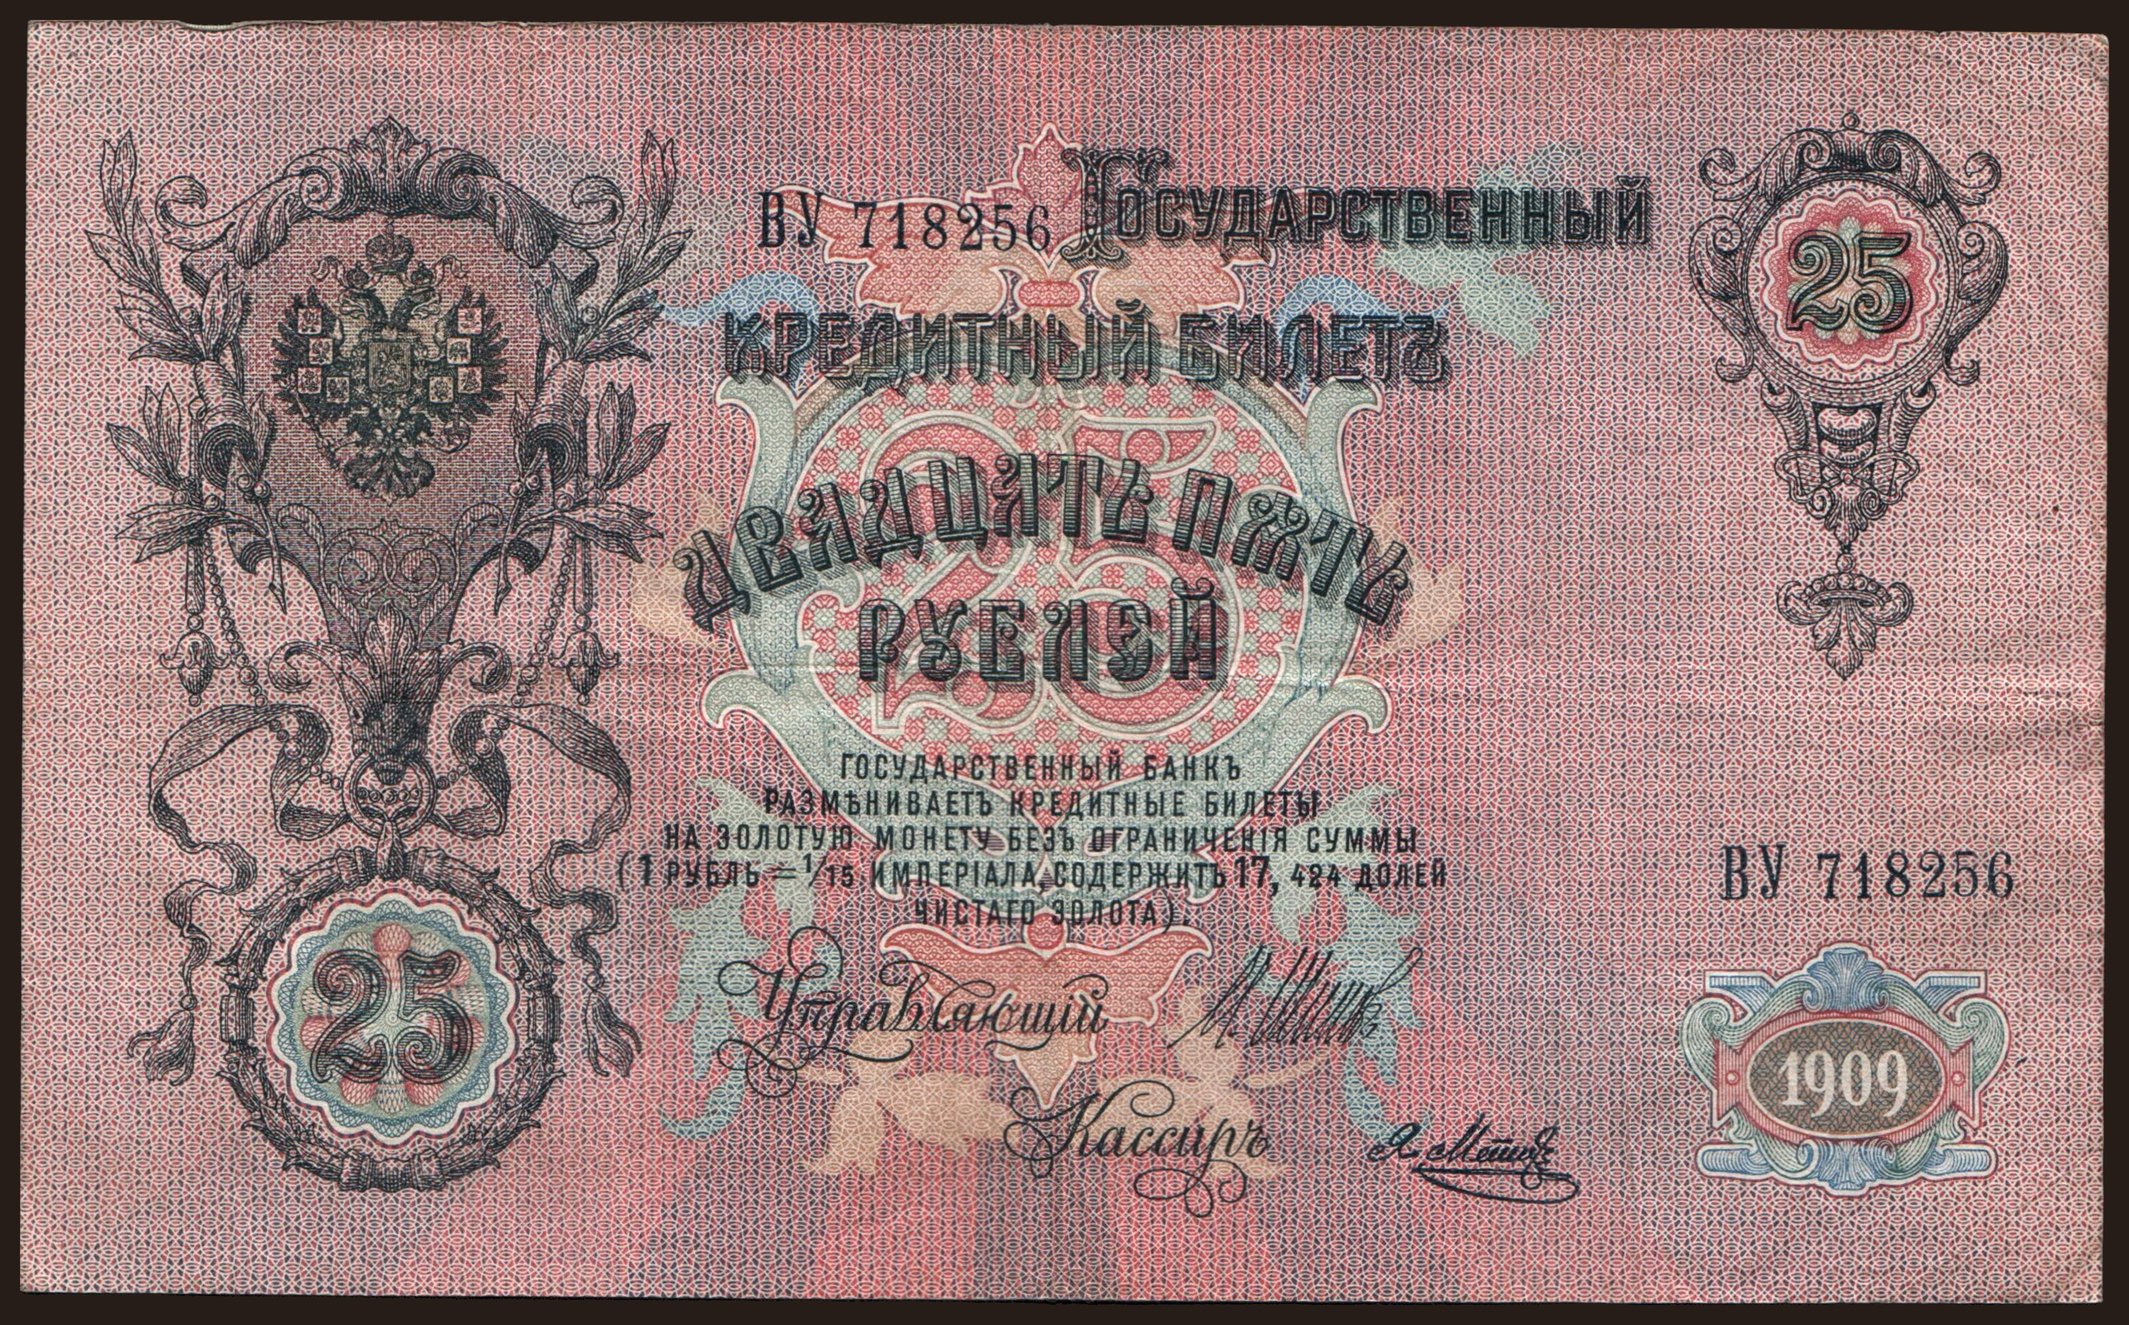 ВУ 718256 ГОСУДАРСТВЕННЫЙ
25
КРЕДИТНЫЙ БИЛЕТЪ
ДВАДЦАТЬ ПЯТЬ
РУБЛЕЙ
25
ГОСУДАРСТВЕННЫЙ БАНКЪ
РАЗМѢНИВАЕТЪ КРЕДИТНЫЕ БИЛЕТЫ
НА ЗОЛОТУЮ МОНЕТУ БЕЗЪ ОГРАНИЧЕНІЯ СУММЫ
(1 РУБЛЬ = 1/15 ИМПЕРІАЛА, СОДЕРЖИТЪ 17, 424 ДОЛЕЙ
ЧИСТАГО ЗОЛОТА).
ВУ 718256
25
Управляющій
Кассиръ
1909